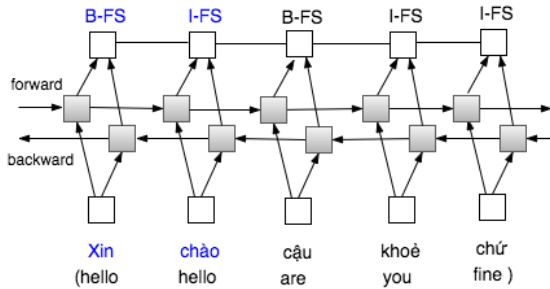 B-FS I-FS B-FS I-FS I-FS
forward
backward
Xin chào cậu khoẻ chứ
(hello hello are you fine )